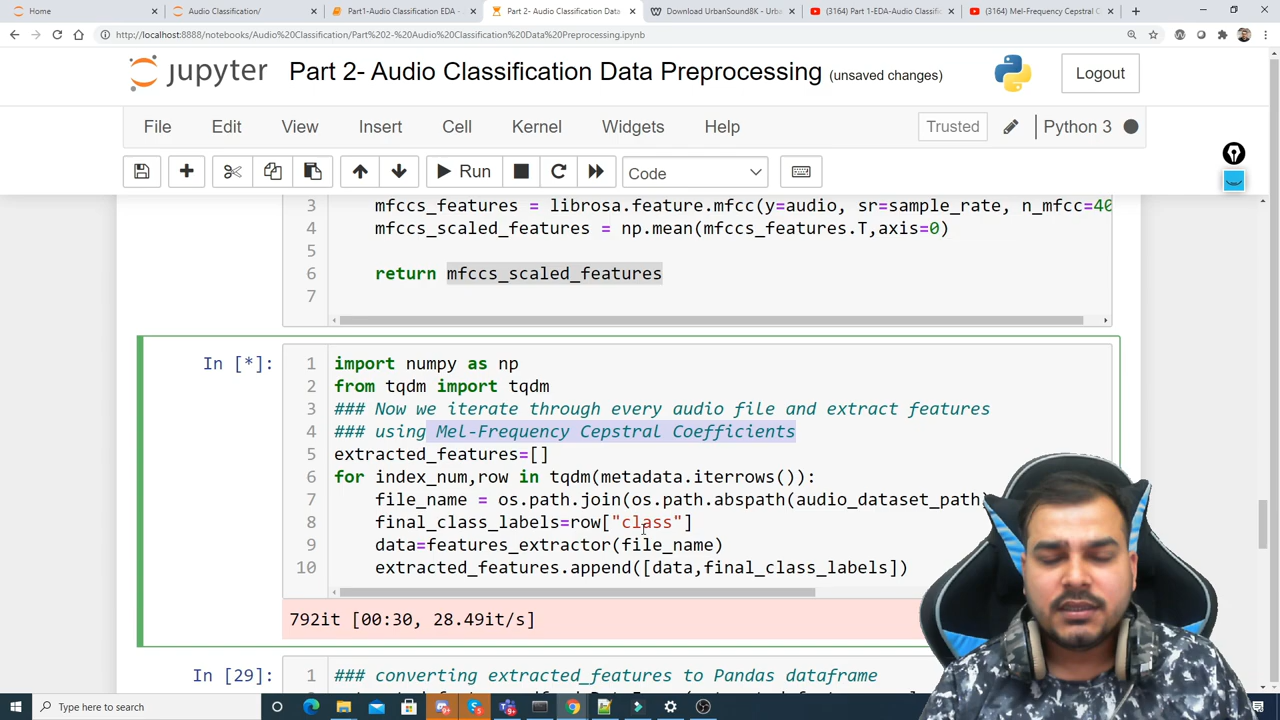 Home
Audio Classification/
Part1-Audio Classification EDA -
Part 2- Audio Classification Data
Download UrbanSound8K - Urb
(3164) Part 1-EDA-Audio Classifi
(3164) Mel-Frequency Cepstral C
http://localhost:8888/notebooks/Audio%20Classification/Part%202-%20Audio%20Classification%20Data%20Preprocessing.ipynb
jupyter Part 2- Audio Classification Data Preprocessing (unsaved changes)
Logout
File Edit View Insert Cell Kernel Widgets Help
Trusted Python 3
Run Code
3 mfccs_features = librosa.feature.mfcc(y=audio, sr=sample_rate, n_mfcc=40
4 mfccs_scaled_features = np.mean(mfccs_features.T,axis=0)
5
6 return mfccs_scaled_features
7
In [*]:
1 import numpy as np
2 from tqdm import tqdm
3 ### Now we iterate through every audio file and extract features
4 ### using Mel-Frequency Cepstral Coefficients
5 extracted_features=[]
6 for index_num,row in tqdm(metadata.iterrows()):
7 file_name = os.path.join(os.path.abspath(audio_dataset_path)
8 final_class_labels=row["class"]
9 data=features_extractor(file_name)
10 extracted_features.append([data,final_class_labels])
792it [00:30, 28.49it/s]
In [29]:
1 ### converting extracted_features to Pandas dataframe
Type here to search